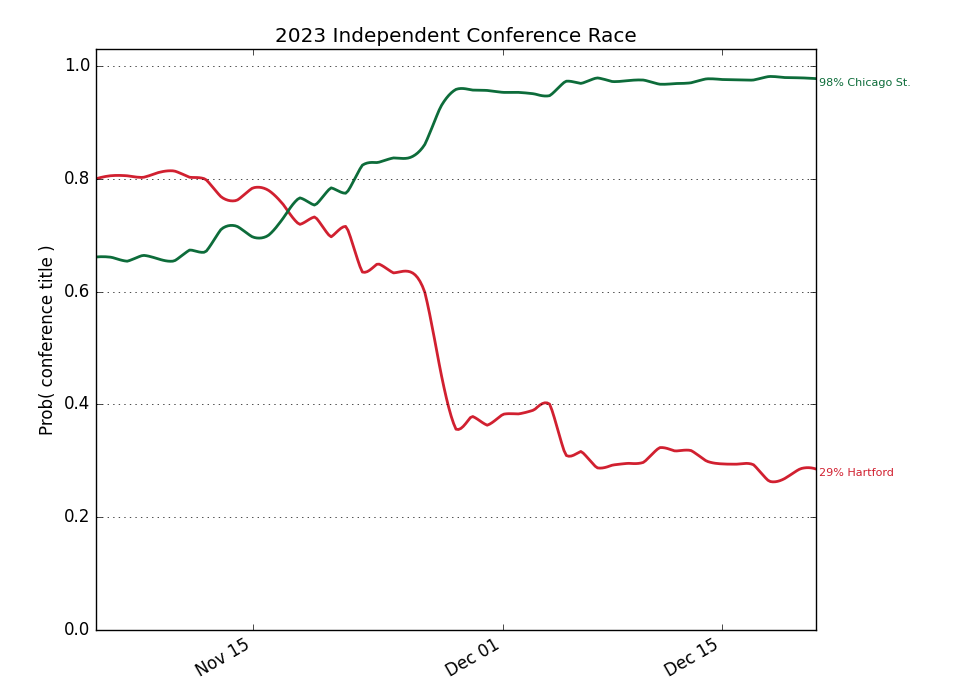 2023 Independent Conference Race
Prob( conference title )
1.0
0.8
0.6
0.4
0.2
0.0
Nov 15
Dec 01
Dec 15
98% Chicago St.
29% Hartford